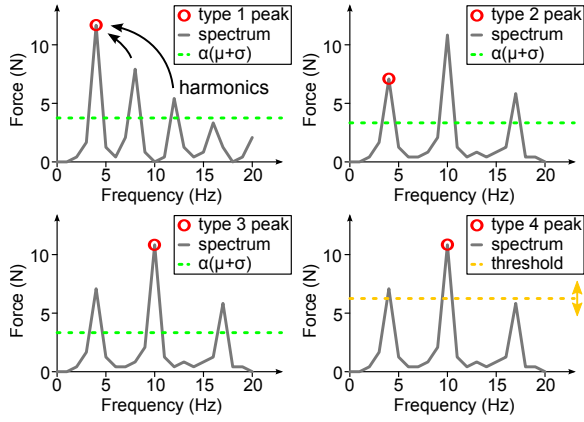 type 1 peak
spectrum
α(μ+σ)
harmonics
Force (N)
10
5
0
0 5 10 15 20
Frequency (Hz)
type 2 peak
spectrum
α(μ+σ)
Force (N)
10
5
0
0 5 10 15 20
Frequency (Hz)
type 3 peak
spectrum
α(μ+σ)
Force (N)
10
5
0
0 5 10 15 20
Frequency (Hz)
type 4 peak
spectrum
threshold
Force (N)
10
5
0
0 5 10 15 20
Frequency (Hz)